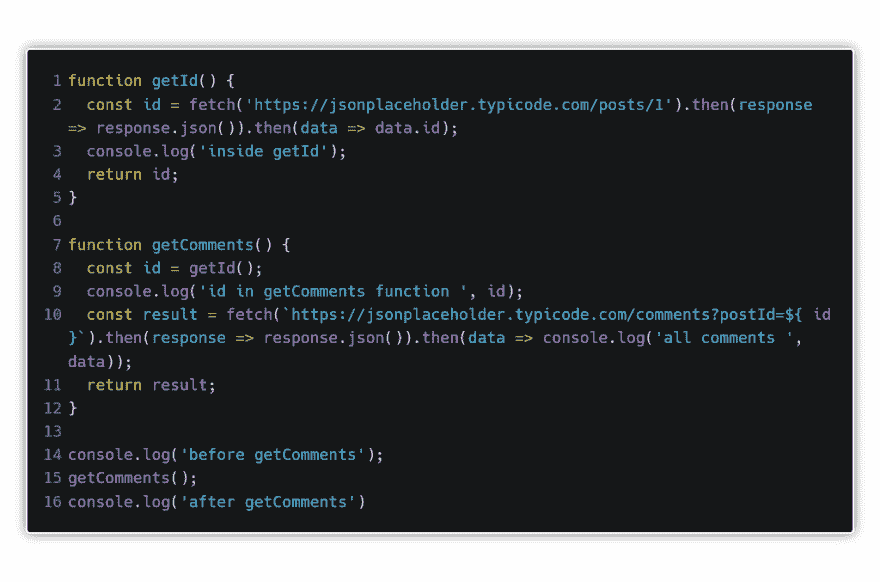 1 function getId() {
2   const id = fetch('https://jsonplaceholder.typicode.com/posts/1').then(response
=> response.json()).then(data => data.id);
3   console.log('inside getId');
4   return id;
5 }
6
7 function getComments() {
8   const id = getId();
9   console.log('id in getComments function ', id);
10   const result = fetch(`https://jsonplaceholder.typicode.com/comments?postId=${ id
}`).then(response => response.json()).then(data => console.log('all comments ',
data));
11   return result;
12 }
13
14 console.log('before getComments');
15 getComments();
16 console.log('after getComments')